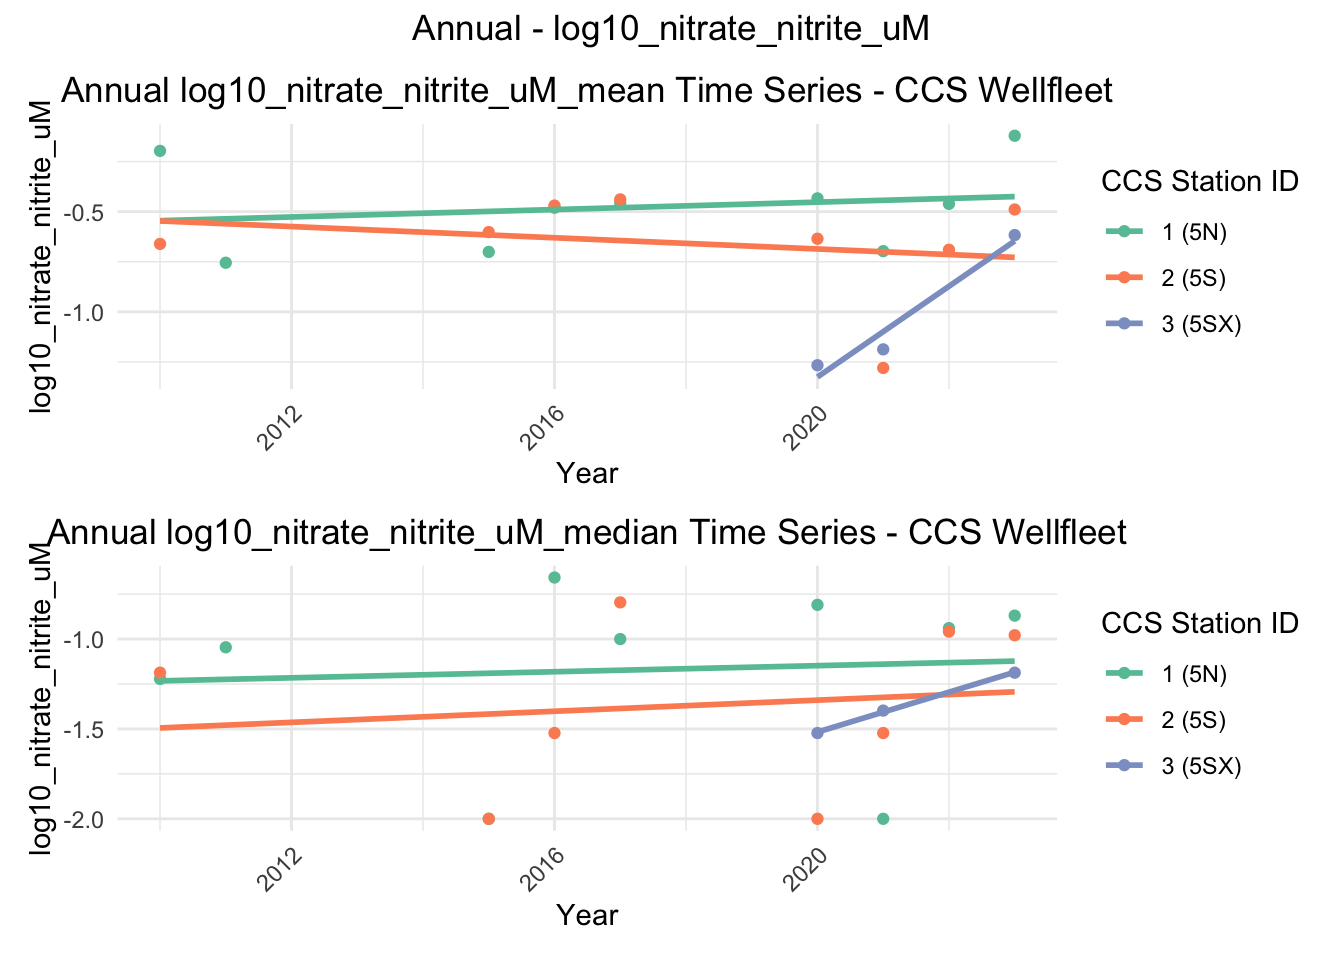 Annual - log10_nitrate_nitrite_uM
Annual log10_nitrate_nitrite_uM_mean Time Series - CCS Wellfleet
log10_nitrate_nitrite_uM
-0.5
-1.0
2012
2016
2020
Year
CCS Station ID
1 (5N)
2 (5S)
3 (5SX)
Annual log10_nitrate_nitrite_uM_median Time Series - CCS Wellfleet
log10_nitrate_nitrite_uM
-1.0
-1.5
-2.0
2012
2016
2020
Year
CCS Station ID
1 (5N)
2 (5S)
3 (5SX)